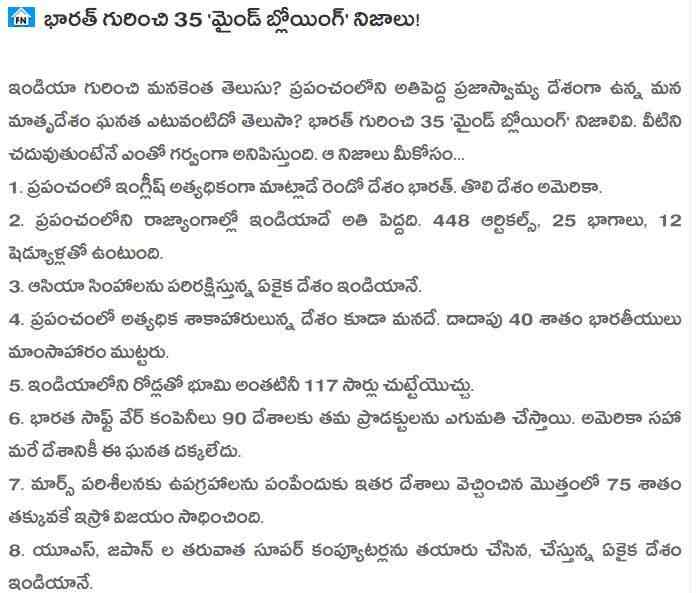 FN భారత్ గురించి 35 'మైండ్ బ్లోయింగ్' నిజాలు!
ఇండియా గురించి మనకెంత తెలుసు? ప్రపంచంలోని అతిపెద్ద ప్రజాస్వామ్య దేశంగా ఉన్న మన
మాతృదేశం ఘనత ఎటువంటిదో తెలుసా? భారత్ గురించి 35 'మైండ్ బ్లోయింగ్' నిజాలివి. వీటిని
చదువుతుంటేనే ఎంతో గర్వంగా అనిపిస్తుంది. ఆ నిజాలు మీకోసం...
1. ప్రపంచంలో ఇంగ్లీష్ అత్యధికంగా మాట్లాడే రెండో దేశం భారత్. తొలి దేశం అమెరికా.
2. ప్రపంచంలోని రాజ్యాంగాల్లో ఇండియాదే అతి పెద్దది. 448 ఆర్టికల్స్, 25 భాగాలు, 12
షెడ్యూళ్లతో ఉంటుంది.
3. ఆసియా సింహాలను పరిరక్షిస్తున్న ఏకైక దేశం ఇండియానే.
4. ప్రపంచంలో అత్యధిక శాకాహారులున్న దేశం కూడా మనదే. దాదాపు 40 శాతం భారతీయులు
మాంసాహారం ముట్టరు.
5. ఇండియాలోని రోడ్లతో భూమి అంతటినీ 117 సార్లు చుట్టేయొచ్చు.
6. భారత సాఫ్ట్ వేర్ కంపెనీలు 90 దేశాలకు తమ ప్రొడక్టులను ఎగుమతి చేస్తాయి. అమెరికా సహా
మరే దేశానికీ ఈ ఘనత దక్కలేదు.
7. మార్స్ పరిశీలనకు ఉపగ్రహాలను పంపేందుకు ఇతర దేశాలు వెచ్చించిన మొత్తంలో 75 శాతం
తక్కువకే ఇస్రో విజయం సాధించింది.
8. యూఎస్, జపాన్ ల తరువాత సూపర్ కంప్యూటర్లను తయారు చేసిన, చేస్తున్న ఏకైక దేశం
ఇండియానే.